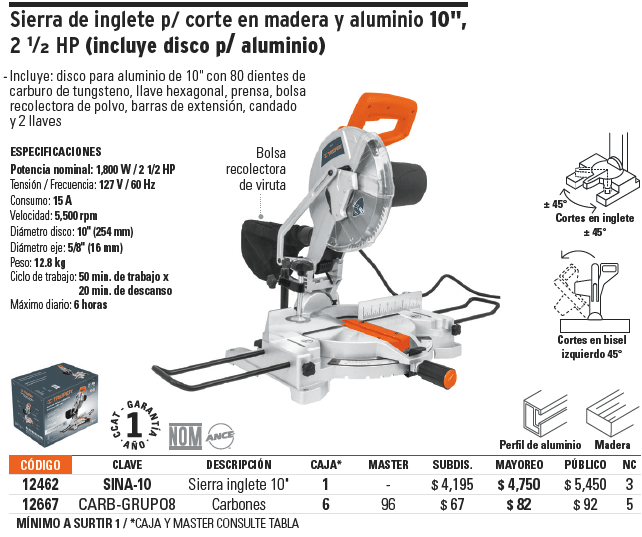 Sierra de inglete p/ corte en madera y aluminio 10",
2 1/2 HP (incluye disco p/ aluminio)
- Incluye: disco para aluminio de 10" con 80 dientes de
carburo de tungsteno, llave hexagonal, prensa, bolsa
recolectora de polvo, barras de extensión, candado
y 2 llaves
ESPECIFICACIONES
Potencia nominal: 1,800 W / 2 1/2 HP
Tensión / Frecuencia: 127 V / 60 Hz
Consumo: 15 A
Velocidad: 5,500 rpm
Diámetro disco: 10" (254 mm)
Diámetro eje: 5/8" (16 mm)
Peso: 12.8 kg
Ciclo de trabajo: 50 min. de trabajo x
20 min. de descanso
Máximo diario: 6 horas
Bolsa
recolectora
de viruta
± 45°
Cortes en inglete
± 45°
Cortes en bisel
izquierdo 45°
TRUPER
GARANTÍA
1
AÑO
CCAT
NOM
ANCE
Perfil de aluminio
Madera
CÓDIGO CLAVE DESCRIPCIÓN CAJA* MASTER SUBDIS. MAYOREO PÚBLICO NC
12462 SINA-10 Sierra inglete 10" 1 - $ 4,195 $ 4,750 $ 5,450 3
12667 CARB-GRUPO8 Carbones 6 96 $ 67 $ 82 $ 92 5
MÍNIMO A SURTIR 1 / *CAJA Y MASTER CONSULTE TABLA